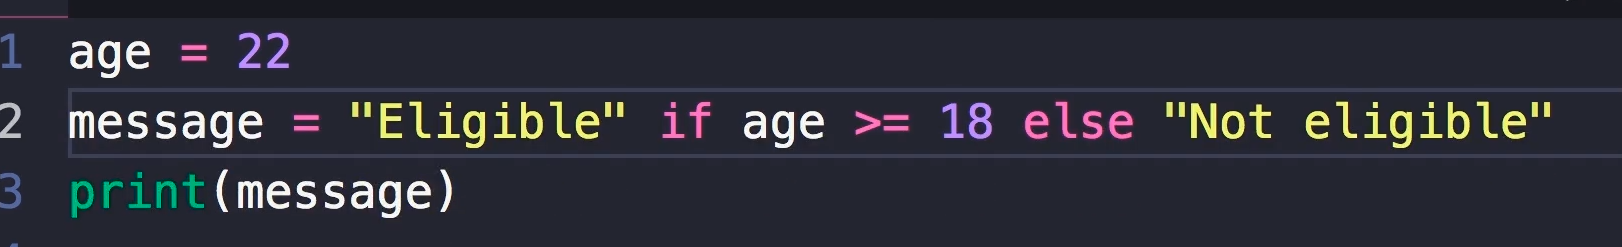 1 age = 22
2 message = "Eligible" if age >= 18 else "Not eligible"
3 print(message)